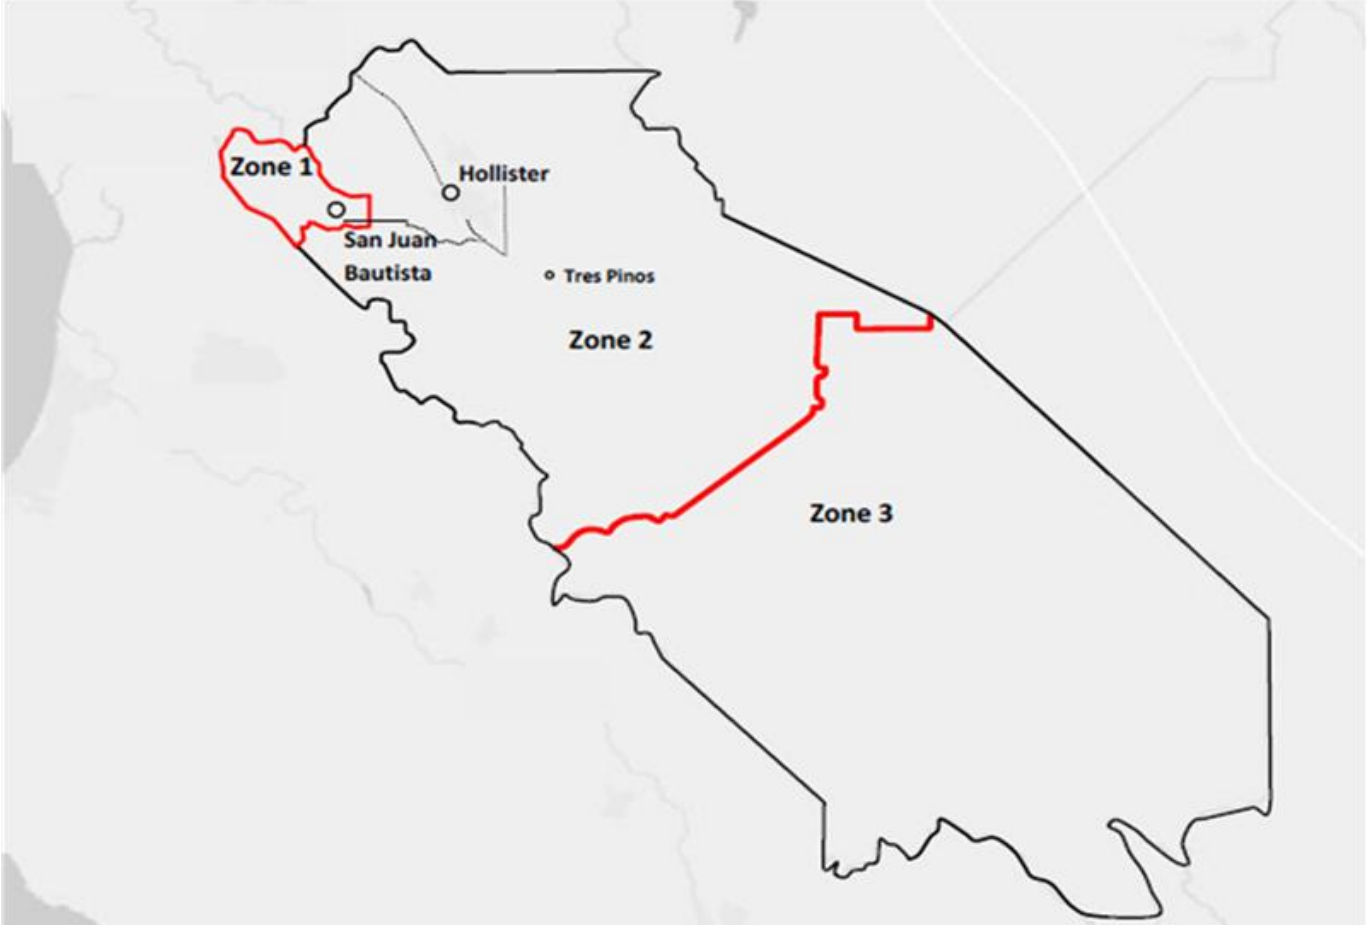 Zone 1
Hollister
San Juan
Bautista
Tres Pinos
Zone 2
Zone 3